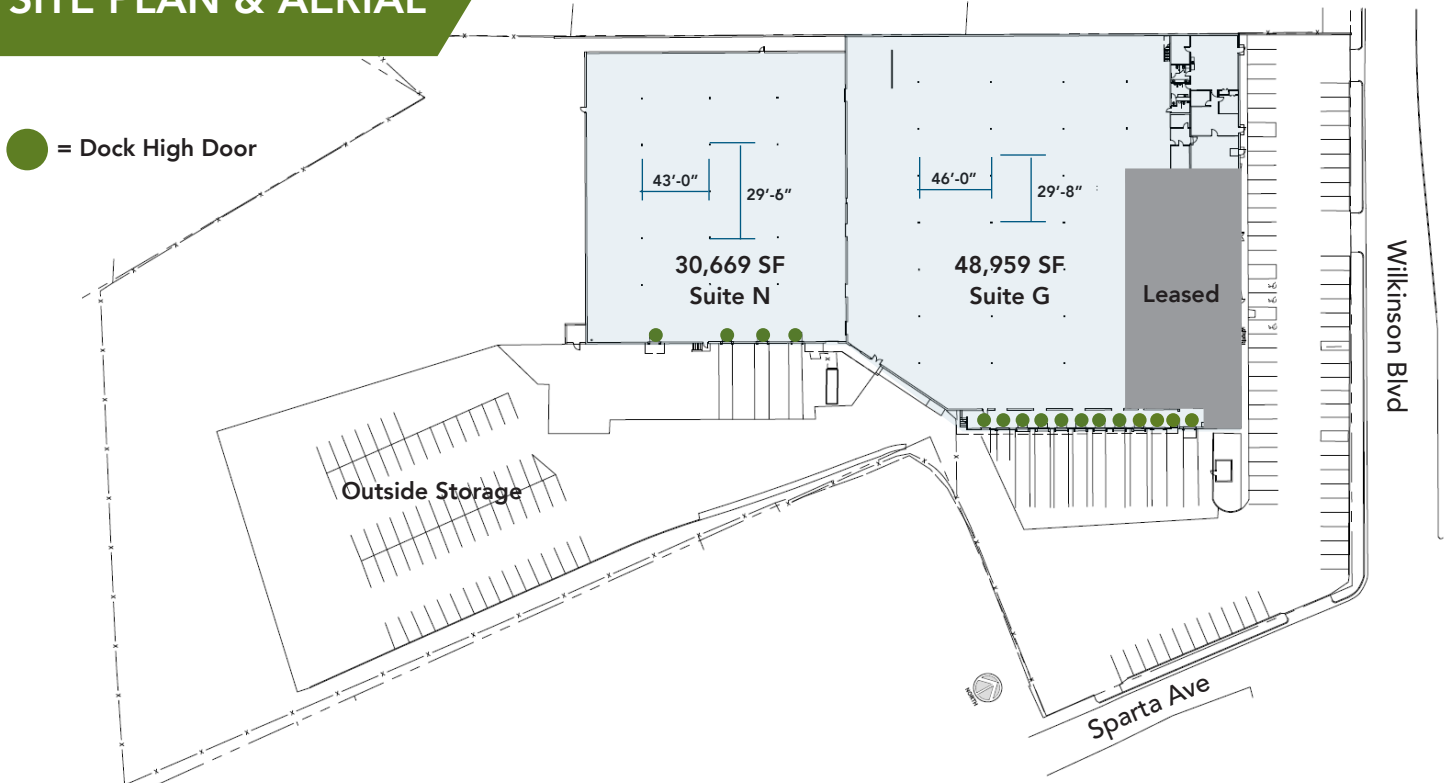 SITE PLAN & AERIAL
= Dock High Door
43'-0"
29'-6"
30,669 SF
Suite N
46'-0"
29'-8"
48,959 SF
Suite G
Leased
Wilkinson Blvd
Outside Storage
NORTH
Sparta Ave